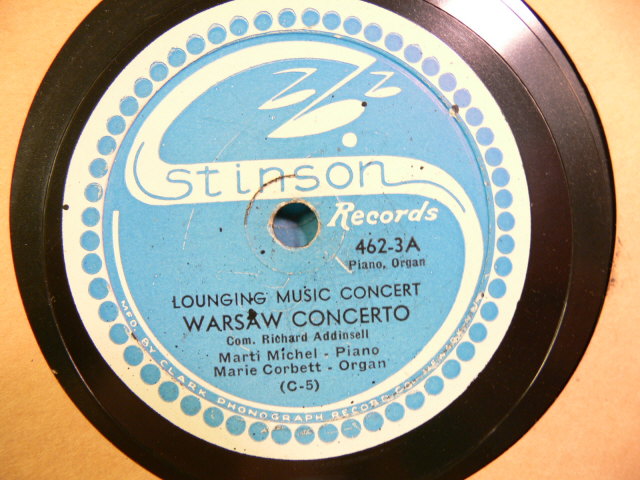 Stinson
Records
462-3A
Piano, Organ
LOUNGING MUSIC CONCERT
WARSAW CONCERTO
Com. Richard Addinsell
Marti Michel - Piano
Marie Corbett - Organ
(C-5)
MFD. BY CLARK PHONOGRAPH RECORD CO.